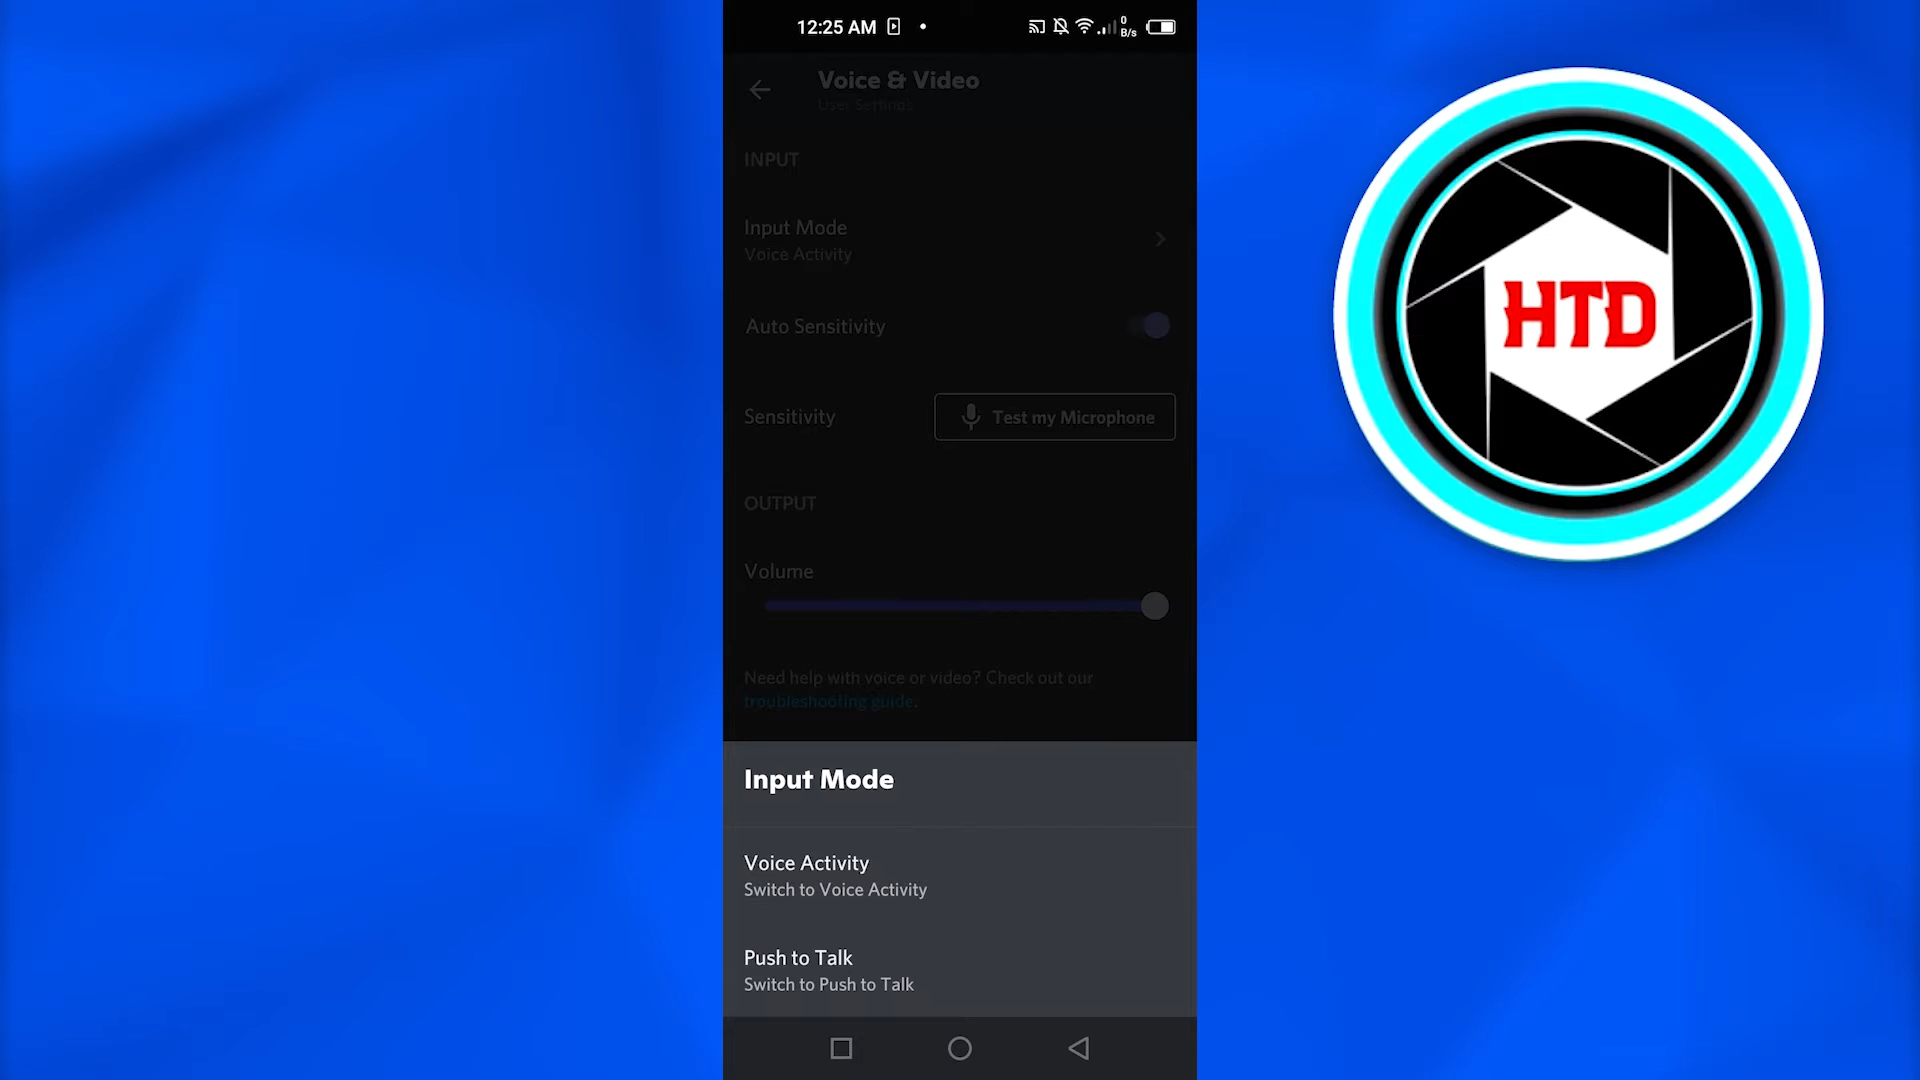 12:25 AM
0
B/s
Voice & Video
User Settings
INPUT
Input Mode
Voice Activity
Auto Sensitivity
Sensitivity
Test my Microphone
OUTPUT
Volume
Need help with voice or video? Check out our
troubleshooting guide.
Input Mode
Voice Activity
Switch to Voice Activity
Push to Talk
Switch to Push to Talk
HTD